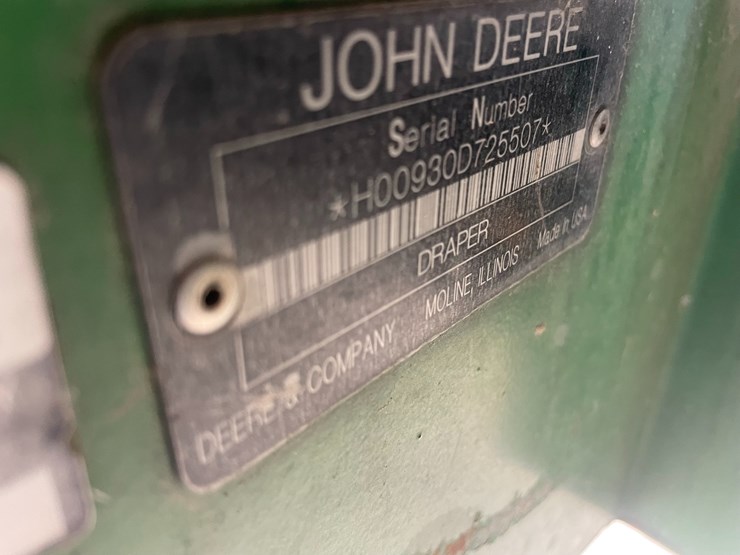 JOHN DEERE
Serial Number
*H00930D725507*
DRAPER
DEERE & COMPANY MOLINE, ILLINOIS Made In USA